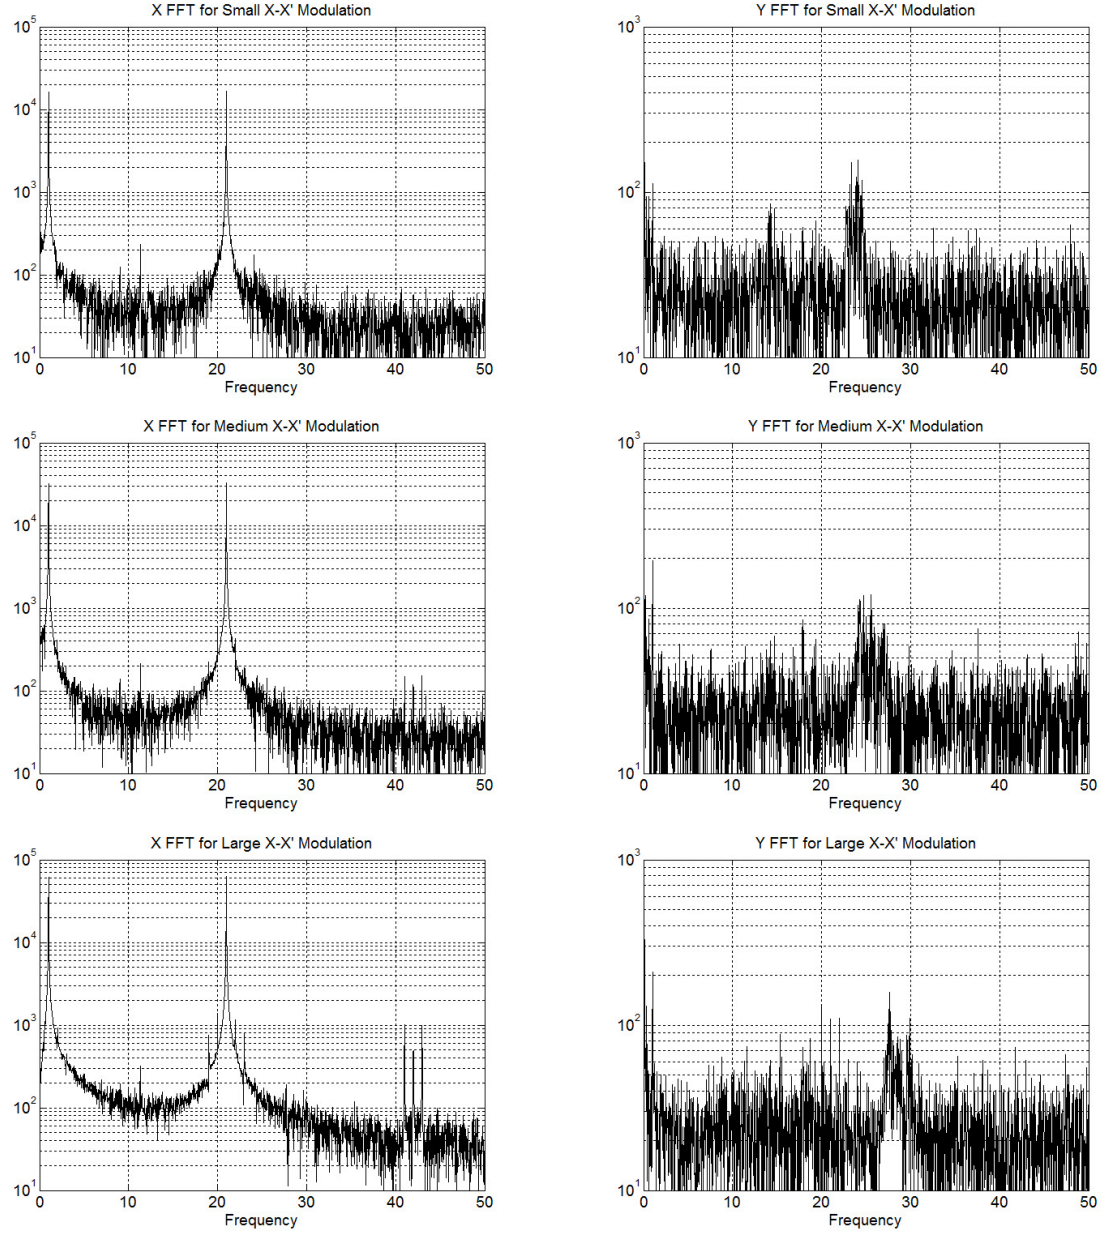 X FFT for Small X-X' Modulation
10^5
10^4
10^3
10^2
10^1
0 10 20 30 40 50
Frequency
Y FFT for Small X-X' Modulation
10^3
10^2
10^1
0 10 20 30 40 50
Frequency
X FFT for Medium X-X' Modulation
10^5
10^4
10^3
10^2
10^1
0 10 20 30 40 50
Frequency
Y FFT for Medium X-X' Modulation
10^3
10^2
10^1
0 10 20 30 40 50
Frequency
X FFT for Large X-X' Modulation
10^5
10^4
10^3
10^2
10^1
0 10 20 30 40 50
Frequency
Y FFT for Large X-X' Modulation
10^3
10^2
10^1
0 10 20 30 40 50
Frequency